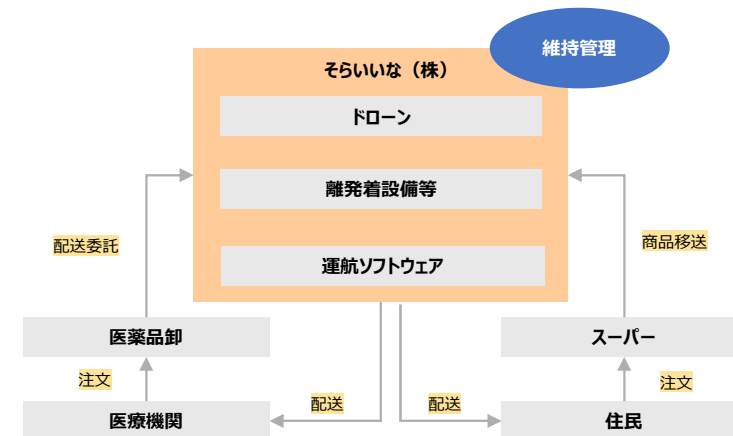 維持管理
そらいいな（株）
ドローン
離発着設備等
運航ソフトウェア
配送委託
商品移送
医薬品卸
スーパー
注文
注文
配送
配送
医療機関
住民